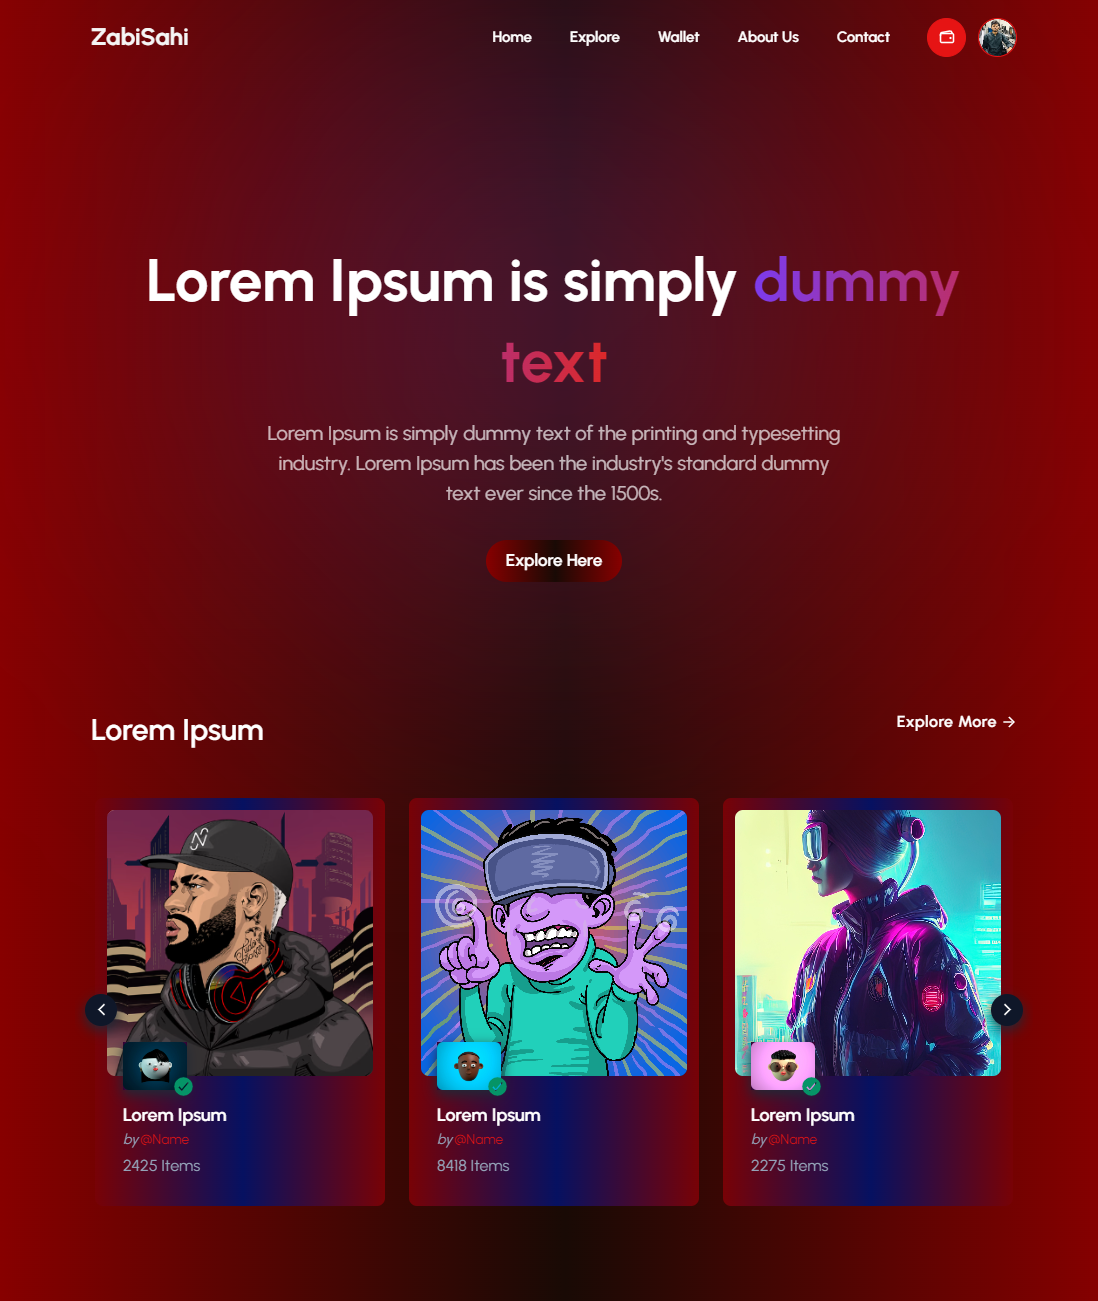 ZabiSahi
Home Explore Wallet About Us Contact
Lorem Ipsum is simply dummy
text
Lorem Ipsum is simply dummy text of the printing and typesetting
industry. Lorem Ipsum has been the industry's standard dummy
text ever since the 1500s.
Explore Here
Lorem Ipsum
Explore More →
Lorem Ipsum
by @Name
2425 Items
Lorem Ipsum
by @Name
8418 Items
Lorem Ipsum
by @Name
2275 Items